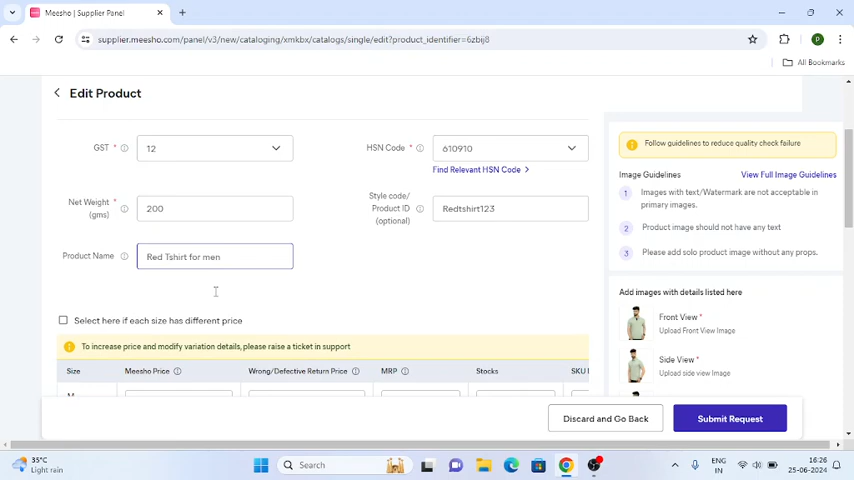 Meesho | Supplier Panel
supplier.meesho.com/panel/v3/new/cataloging/xmkbx/catalogs/single/edit?product_identifier=6zbij8
P
All Bookmarks
Edit Product
GST *
12
HSN Code *
610910
Find Relevant HSN Code
Net Weight *
(gms)
200
Style code/
Product ID
(optional)
Redtshirt123
Product Name
Red Tshirt for men
Select here if each size has different price
To increase price and modify variation details, please raise a ticket in support
Size
Meesho Price
Wrong/Defective Return Price
MRP
Stocks
Follow guidelines to reduce quality check failure
Image Guidelines
View Full Image Guidelines
1 Images with text/Watermark are not acceptable in
primary images.
2 Product image should not have any text
3 Please add solo product image without any props.
Add images with details listed here
Front View *
Upload Front View Image
Side View *
Upload side view Image
Discard and Go Back
Submit Request
35°C
Light rain
Search
ENG
IN
16:26
25-06-2024